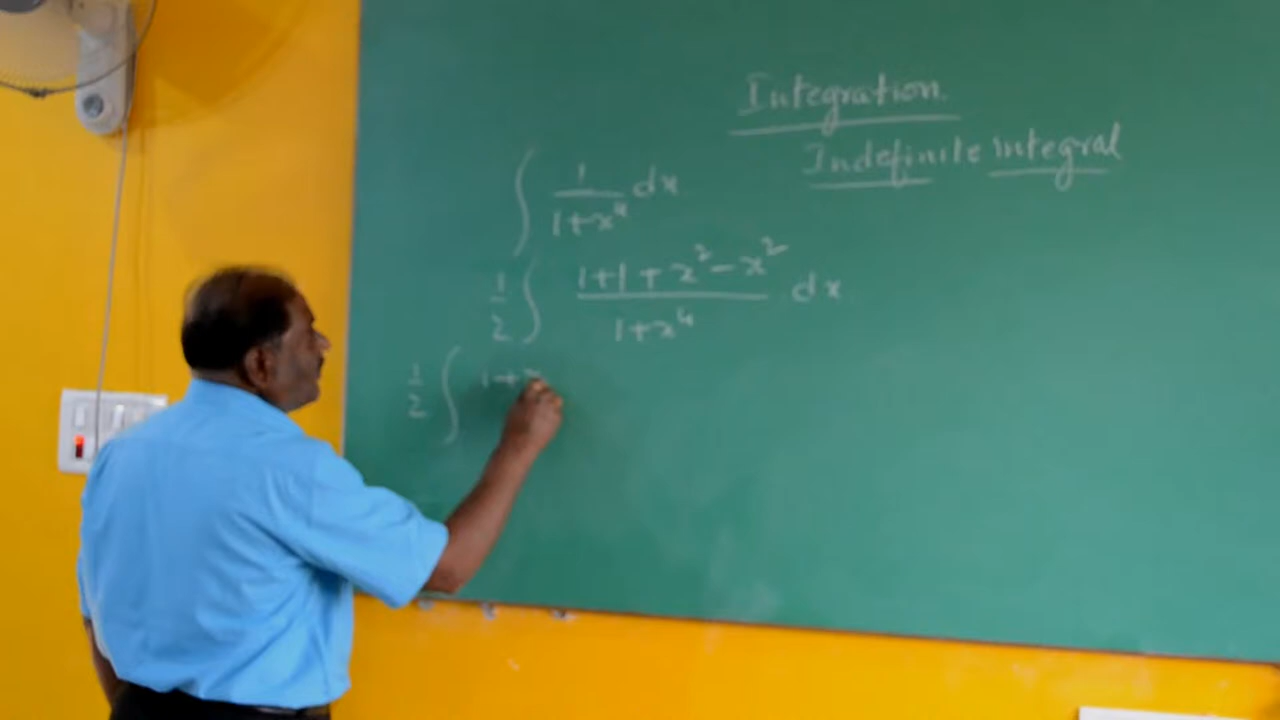 Integration.
Indefinite integral
∫ 1/(1+x⁴) dx
1/2 ∫ (1+1+x²-x²)/(1+x⁴) dx
1/2 ∫ 1+x